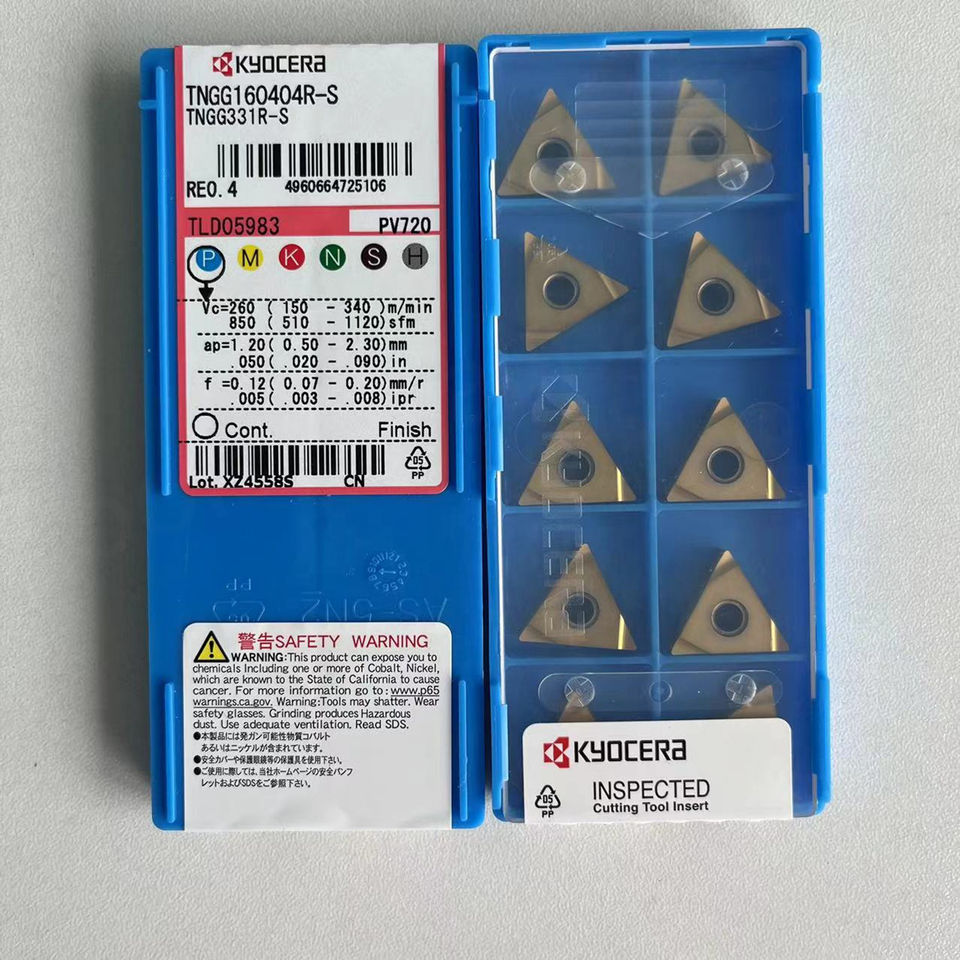 KYOCERA
TNGG160404R-S
TNGG331R-S
RE0.4 4960664725106
TLD05983 PV720
P M K N S H
Vc=260 ( 150 - 340 )m/min
850 ( 510 - 1120)sfm
ap=1.20( 0.50 - 2.30)mm
.050(.020 - .090)in
f =0.12( 0.07 - 0.20)mm/r
.005(.003 - .008)ipr
Cont. Finish
Lot. XZ4558S CN
05
PP
PP
AS-5N2
警告SAFETY WARNING
WARNING:This product can expose you to
chemicals Including one or more of Cobalt, Nickel,
which are known to the State of California to cause
cancer. For more information go to : www.p65
warnings.ca.gov. Warning:Tools may shatter. Wear
safety glasses. Grinding produces Hazardous
dust. Use adequate ventilation. Read SDS.
●本製品には発ガン可能性物質コバルト
あるいはニッケルが含まれています。
●安全カバーや保護眼鏡等の保護具を使用下さい。
●ご使用に際しては、当社ホームページの安全パンフ
レットおよびSDSをご参照下さい。
KYOCERA
KYOCERA
INSPECTED
Cutting Tool Insert
05
PP